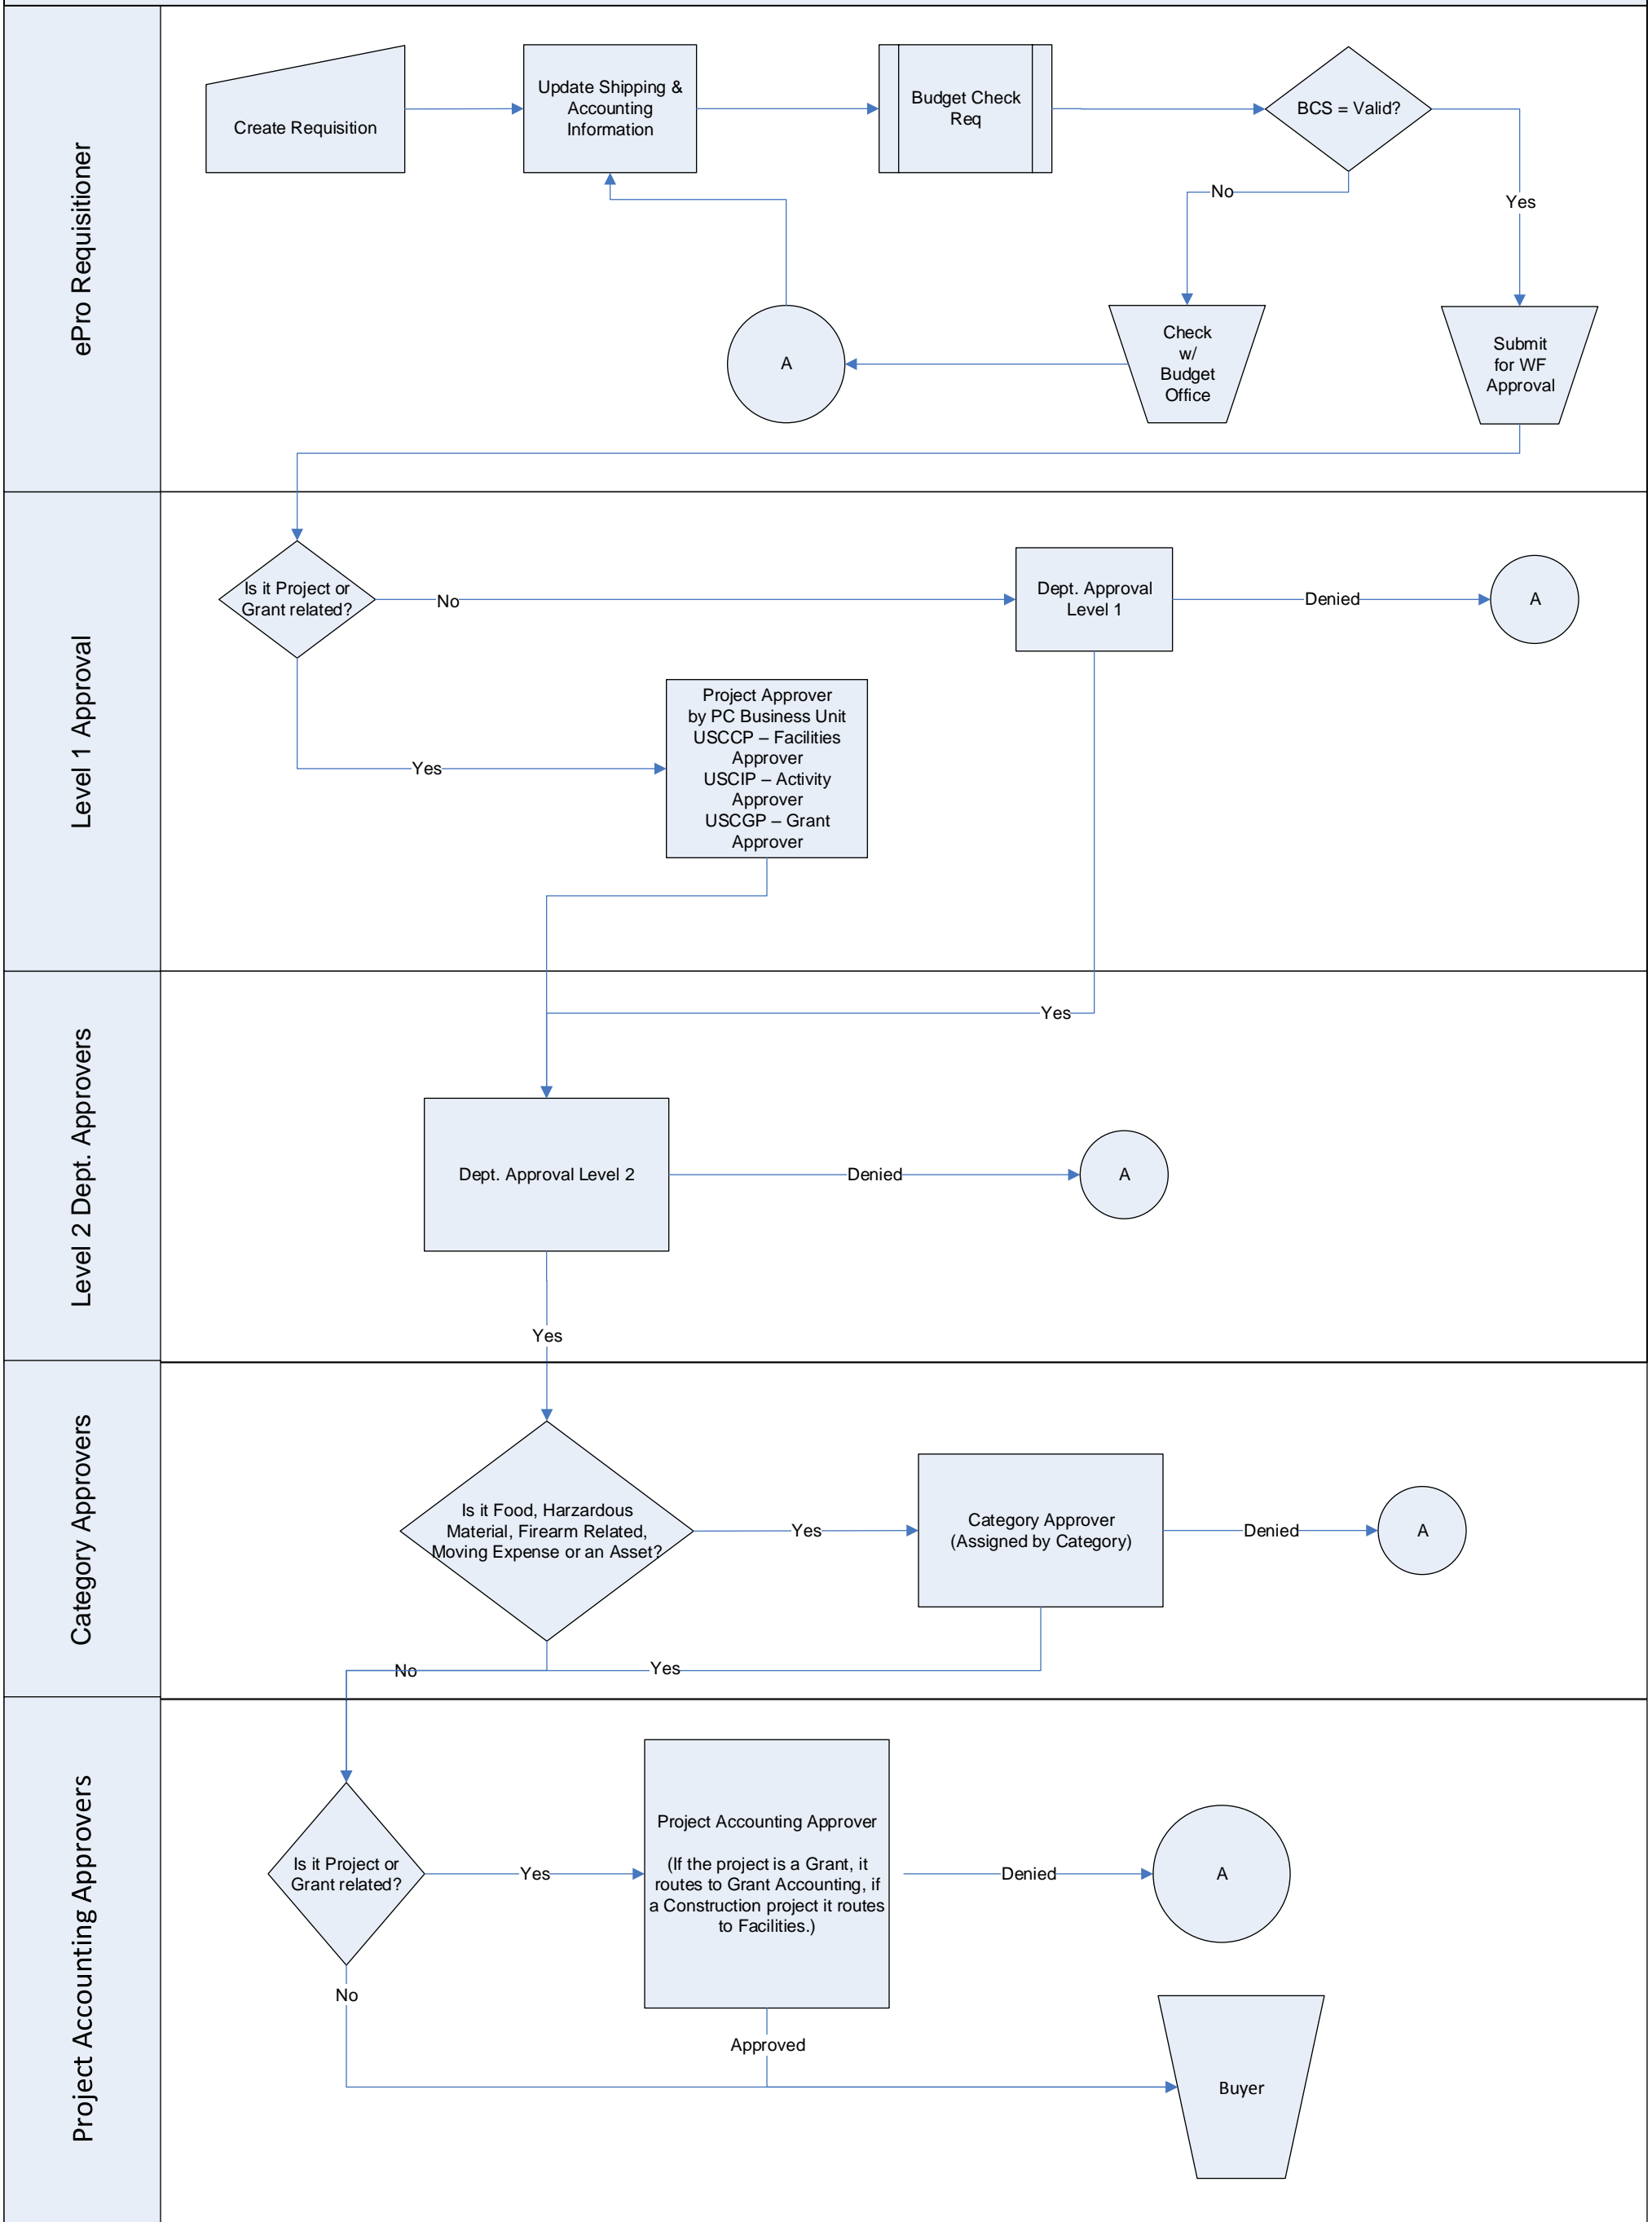 ePro Requisitioner
Create Requisition
Update Shipping &
Accounting
Information
Budget Check
Req
BCS = Valid?
No
Yes
A
Check
w/
Budget
Office
Submit
for WF
Approval
Level 1 Approval
Is it Project or
Grant related?
No
Dept. Approval
Level 1
Denied
A
Yes
Project Approver
by PC Business Unit
USCCP – Facilities
Approver
USCIP – Activity
Approver
USCGP – Grant
Approver
Level 2 Dept. Approvers
Yes
Dept. Approval Level 2
Denied
A
Yes
Category Approvers
Is it Food, Harzardous
Material, Firearm Related,
Moving Expense or an Asset?
Yes
Category Approver
(Assigned by Category)
Denied
A
No
Yes
Project Accounting Approvers
Is it Project or
Grant related?
Yes
Project Accounting Approver
(If the project is a Grant, it
routes to Grant Accounting, if
a Construction project it routes
to Facilities.)
Denied
A
No
Approved
Buyer